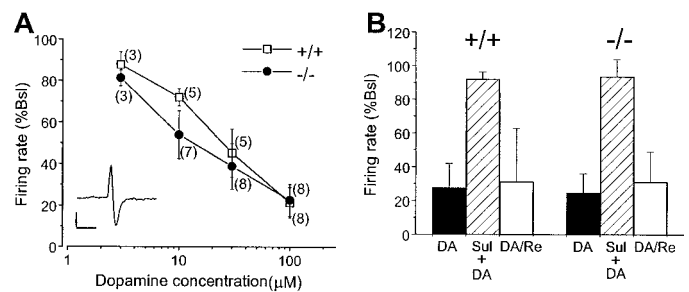 A
Firing rate (%Bsl)
100
80
60
40
20
0
(3)
(3)
(5)
(7)
(5)
(8)
(8)
(8)
+/+
-/-
1
10
100
Dopamine concentration(μM)
B
Firing rate (%Bsl)
120
100
80
60
40
20
0
+/+
-/-
DA
Sul
+
DA
DA/Re
DA
Sul
+
DA
DA/Re